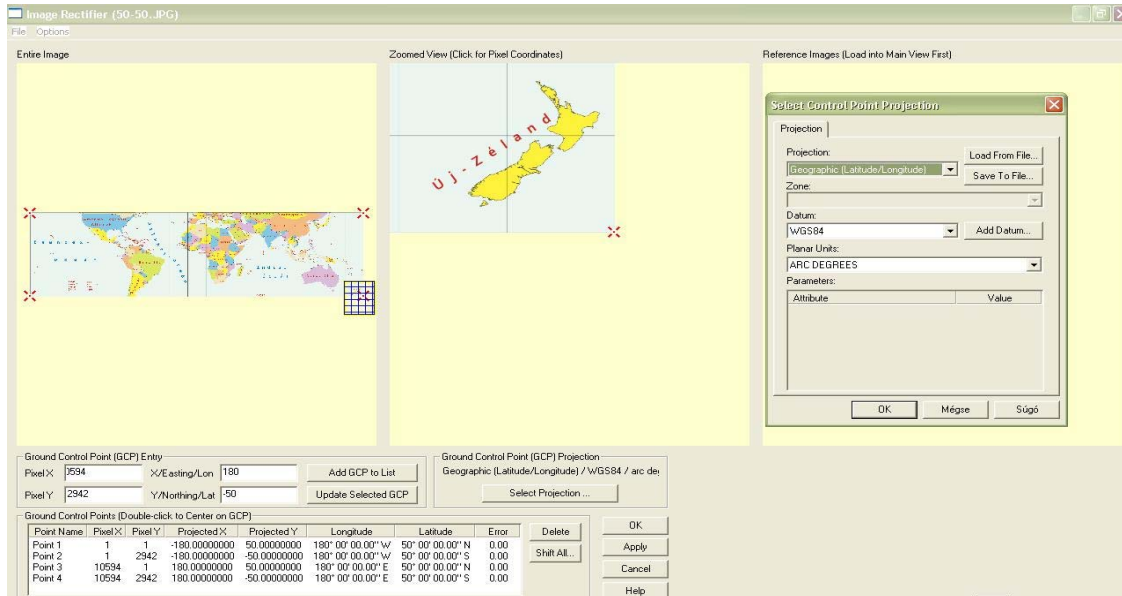 Image Rectifier (50-50..JPG)
File Options
Entire Image
Zoomed View (Click for Pixel Coordinates)
Reference Images (Load into Main View First)
Új-Zéland
Select Control Point Projection
Projection
Projection:
Geographic (Latitude/Longitude)
Load From File...
Save To File...
Zone:
Datum:
WGS84
Add Datum...
Planar Units:
ARC DEGREES
Parameters:
Attribute Value
OK Mégse Súgó
Ground Control Point (GCP) Entry
Pixel X 0594 X/Easting/Lon 180 Add GCP to List
Pixel Y 2942 Y/Northing/Lat -50 Update Selected GCP
Ground Control Point (GCP) Projection
Geographic (Latitude/Longitude) / WGS84 / arc deg
Select Projection ...
Ground Control Points (Double-click to Center on GCP)
Point Name Pixel X Pixel Y Projected X Projected Y Longitude Latitude Error
Point 1 1 1 -180.00000000 50.00000000 180° 00' 00.00" W 50° 00' 00.00" N 0.00
Point 2 1 2942 -180.00000000 -50.00000000 180° 00' 00.00" W 50° 00' 00.00" S 0.00
Point 3 10594 1 180.00000000 50.00000000 180° 00' 00.00" E 50° 00' 00.00" N 0.00
Point 4 10594 2942 180.00000000 -50.00000000 180° 00' 00.00" E 50° 00' 00.00" S 0.00
Delete
Shift All...
OK
Apply
Cancel
Help